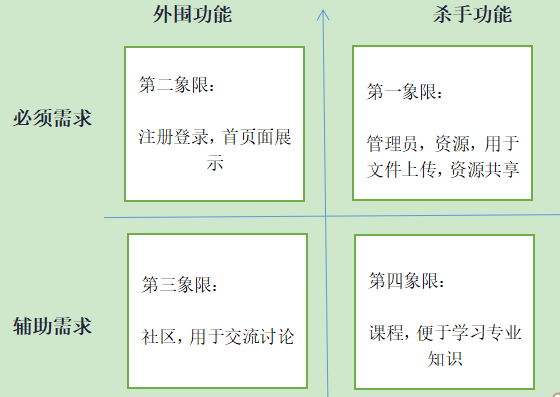 外围功能
杀手功能
必须需求
第二象限：
注册登录，首页面展
示
第一象限：
管理员，资源，用于
文件上传，资源共享
辅助需求
第三象限：
社区，用于交流讨论
第四象限：
课程，便于学习专业
知识